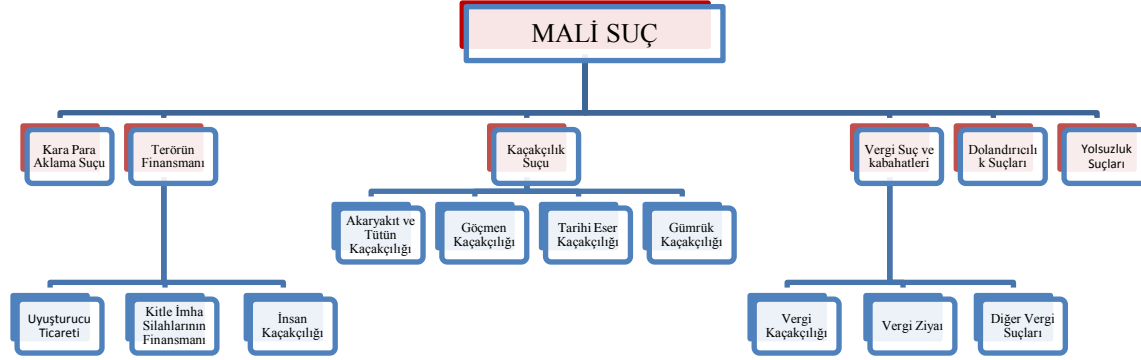 MALİ SUÇ
Kara Para
Aklama Suçu
Terörün
Finansmanı
Kaçakçılık
Suçu
Vergi Suç ve
kabahatleri
Dolandırıcılı
k Suçları
Yolsuzluk
Suçları
Akaryakıt ve
Tütün
Kaçakçılığı
Göçmen
Kaçakçılığı
Tarihi Eser
Kaçakçılığı
Gümrük
Kaçakçılığı
Uyuşturucu
Ticareti
Kitle İmha
Silahlarının
Finansmanı
İnsan
Kaçakçılığı
Vergi
Kaçakçılığı
Vergi Ziyaı
Diğer Vergi
Suçları